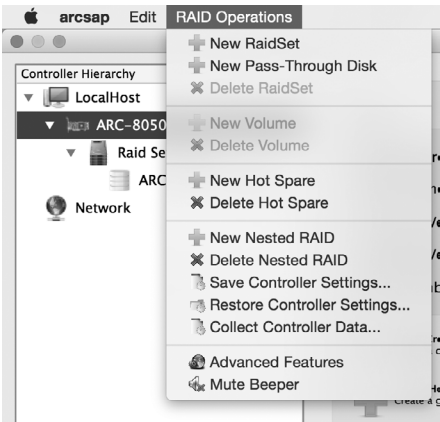 arcsap Edit RAID Operations
New RaidSet
New Pass-Through Disk
Delete RaidSet
New Volume
Delete Volume
New Hot Spare
Delete Hot Spare
New Nested RAID
Delete Nested RAID
Save Controller Settings...
Restore Controller Settings...
Collect Controller Data...
Advanced Features
Mute Beeper
Controller Hierarchy
LocalHost
ARC-8050
Raid Se
ARC
Network
Create a g